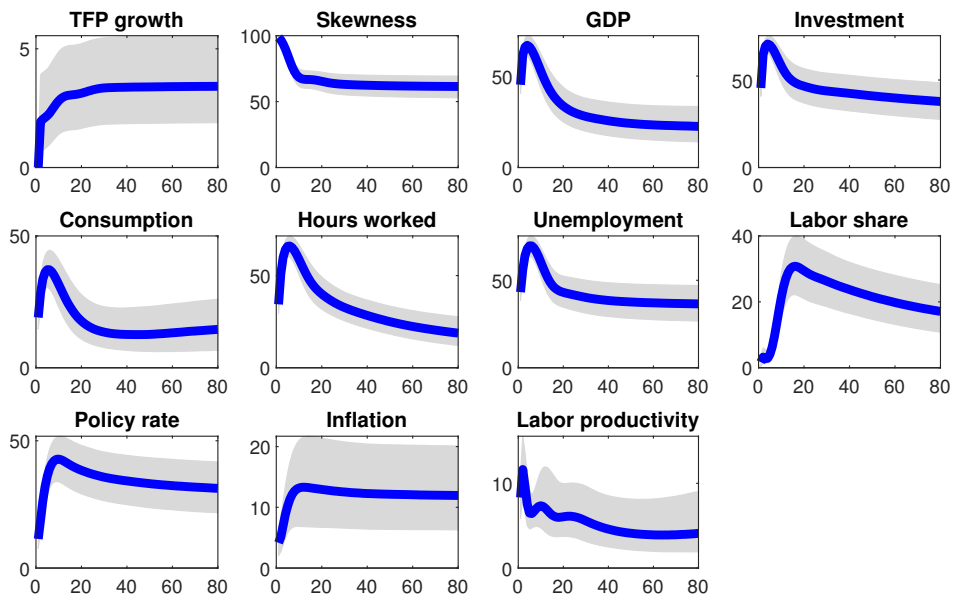 TFP growth
5
0
0 20 40 60 80
Skewness
100
50
0
0 20 40 60 80
GDP
50
0
0 20 40 60 80
Investment
50
0
0 20 40 60 80
Consumption
50
0
0 20 40 60 80
Hours worked
50
0
0 20 40 60 80
Unemployment
50
0
0 20 40 60 80
Labor share
40
20
0
0 20 40 60 80
Policy rate
50
0
0 20 40 60 80
Inflation
20
10
0
0 20 40 60 80
Labor productivity
10
0
0 20 40 60 80